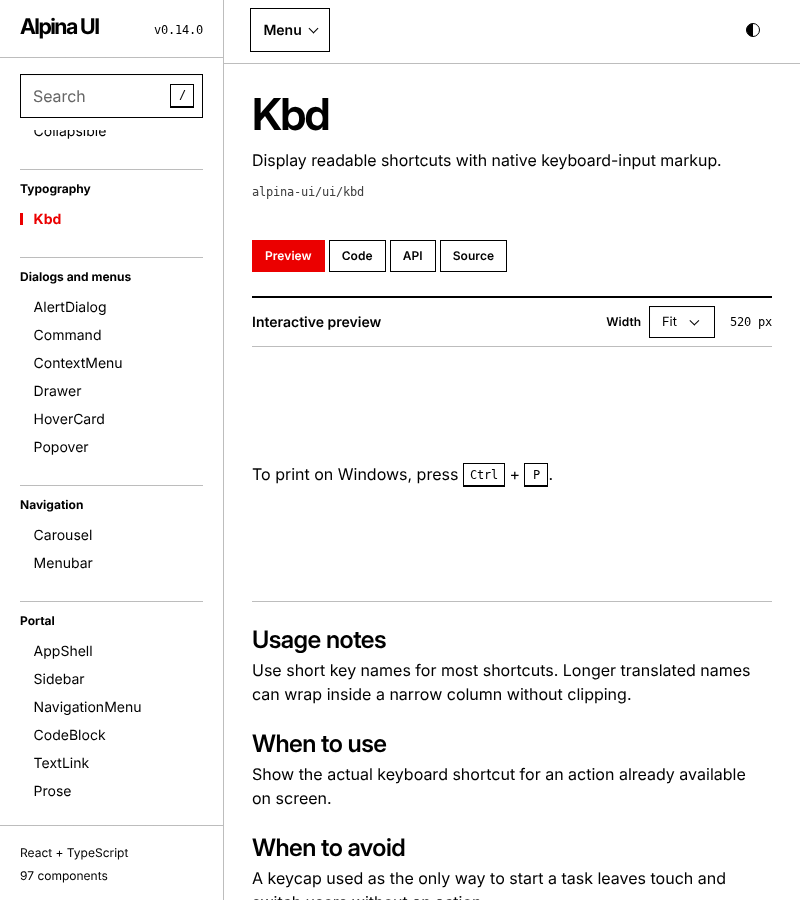 Alpina UI
v0.14.0
Search
/
Collapsible
Typography
Kbd
Dialogs and menus
AlertDialog
Command
ContextMenu
Drawer
HoverCard
Popover
Navigation
Carousel
Menubar
Portal
AppShell
Sidebar
NavigationMenu
CodeBlock
TextLink
Prose
React + TypeScript
97 components
Menu
Kbd
Display readable shortcuts with native keyboard-input markup.
alpina-ui/ui/kbd
Preview Code API Source
Interactive preview
Width Fit 520 px
To print on Windows, press Ctrl + P.
Usage notes
Use short key names for most shortcuts. Longer translated names
can wrap inside a narrow column without clipping.
When to use
Show the actual keyboard shortcut for an action already available
on screen.
When to avoid
A keycap used as the only way to start a task leaves touch and